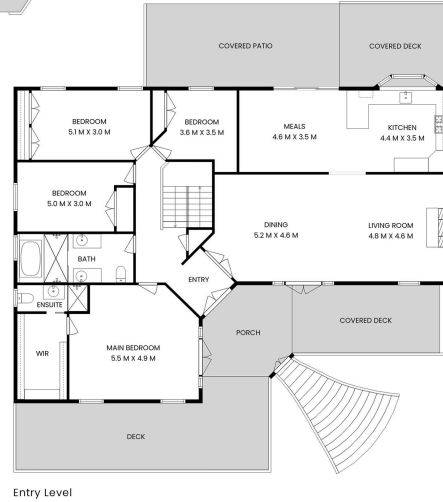 COVERED PATIO
COVERED DECK
BEDROOM
5.1 M X 3.0 M
BEDROOM
3.6 M X 3.5 M
MEALS
4.6 M X 3.5 M
KITCHEN
4.4 M X 3.5 M
BEDROOM
5.0 M X 3.0 M
DINING
5.2 M X 4.6 M
LIVING ROOM
4.8 M X 4.6 M
BATH
ENTRY
ENSUITE
WIR
MAIN BEDROOM
5.5 M X 4.9 M
PORCH
COVERED DECK
DECK
Entry Level